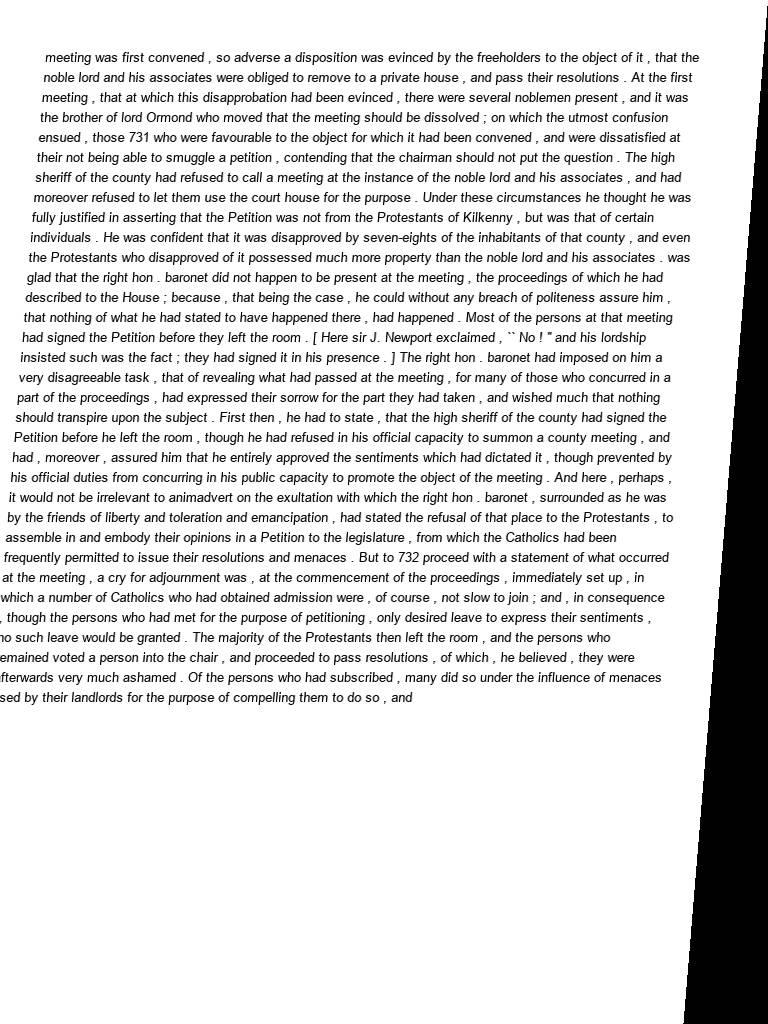 meeting was first convened , so adverse a disposition was evinced by the freeholders to the object of it , that the
noble lord and his associates were obliged to remove to a private house , and pass their resolutions . At the first
meeting , that at which this disapprobation had been evinced , there were several noblemen present , and it was
the brother of lord Ormond who moved that the meeting should be dissolved ; on which the utmost confusion
ensued , those 731 who were favourable to the object for which it had been convened , and were dissatisfied at
their not being able to smuggle a petition , contending that the chairman should not put the question . The high
sheriff of the county had refused to call a meeting at the instance of the noble lord and his associates , and had
moreover refused to let them use the court house for the purpose . Under these circumstances he thought he was
fully justified in asserting that the Petition was not from the Protestants of Kilkenny , but was that of certain
individuals . He was confident that it was disapproved by seven-eights of the inhabitants of that county , and even
the Protestants who disapproved of it possessed much more property than the noble lord and his associates . was
glad that the right hon . baronet did not happen to be present at the meeting , the proceedings of which he had
described to the House ; because , that being the case , he could without any breach of politeness assure him ,
that nothing of what he had stated to have happened there , had happened . Most of the persons at that meeting
had signed the Petition before they left the room . [ Here sir J. Newport exclaimed , `` No ! " and his lordship
insisted such was the fact ; they had signed it in his presence . ] The right hon . baronet had imposed on him a
very disagreeable task , that of revealing what had passed at the meeting , for many of those who concurred in a
part of the proceedings , had expressed their sorrow for the part they had taken , and wished much that nothing
should transpire upon the subject . First then , he had to state , that the high sheriff of the county had signed the
Petition before he left the room , though he had refused in his official capacity to summon a county meeting , and
had , moreover , assured him that he entirely approved the sentiments which had dictated it , though prevented by
his official duties from concurring in his public capacity to promote the object of the meeting . And here , perhaps ,
it would not be irrelevant to animadvert on the exultation with which the right hon . baronet , surrounded as he was
by the friends of liberty and toleration and emancipation , had stated the refusal of that place to the Protestants , to
assemble in and embody their opinions in a Petition to the legislature , from which the Catholics had been
frequently permitted to issue their resolutions and menaces . But to 732 proceed with a statement of what occurred
at the meeting , a cry for adjournment was , at the commencement of the proceedings , immediately set up , in
which a number of Catholics who had obtained admission were , of course , not slow to join ; and , in consequence
, though the persons who had met for the purpose of petitioning , only desired leave to express their sentiments ,
no such leave would be granted . The majority of the Protestants then left the room , and the persons who
emained voted a person into the chair , and proceeded to pass resolutions , of which , he believed , they were
fterwards very much ashamed . Of the persons who had subscribed , many did so under the influence of menaces
sed by their landlords for the purpose of compelling them to do so , and